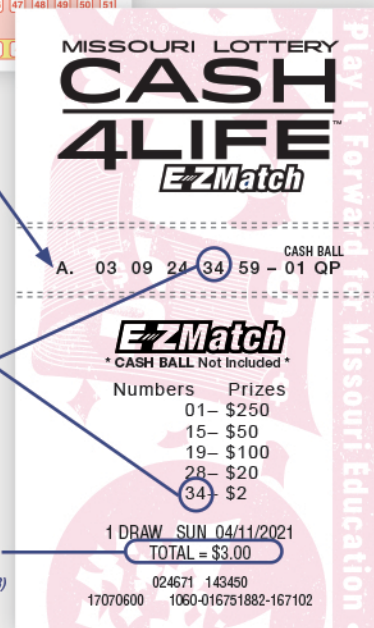 47 48 49 50 51
MISSOURI LOTTERY
CASH
4LIFE™
E-ZMatch
CASH BALL
A. 03 09 24 34 59 – 01 QP
E-ZMatch
* CASH BALL Not Included *
Numbers Prizes
01– $250
15– $50
19– $100
28– $20
34– $2
1 DRAW SUN 04/11/2021
TOTAL = $3.00
024671 143450
17070600 1060-016751882-167102
Play It Forward for Missouri Education